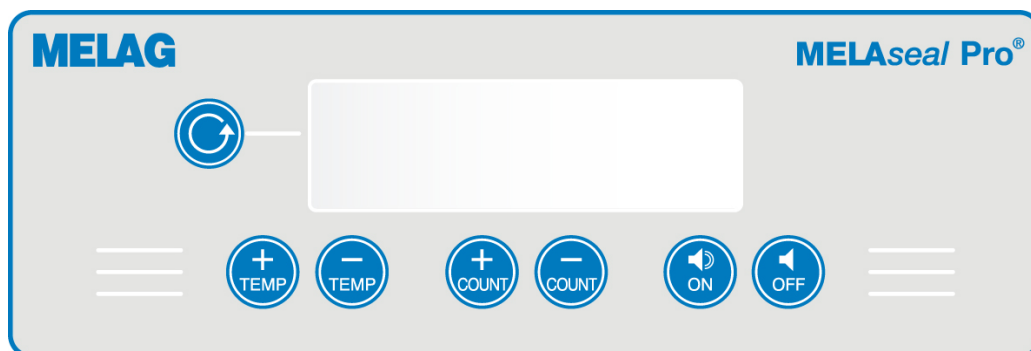 MELAG
MELAseal Pro®
+ TEMP
− TEMP
+ COUNT
− COUNT
ON
OFF